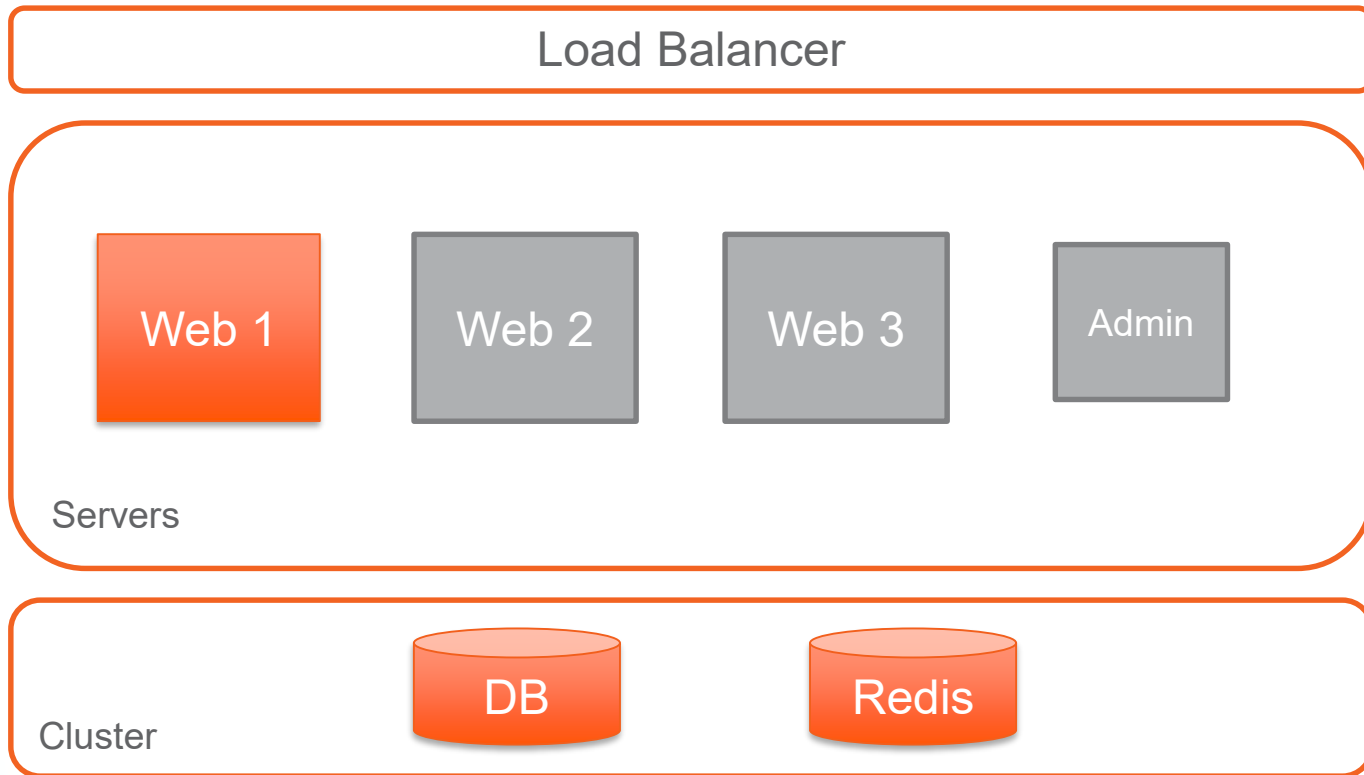 Load Balancer
Web 1
Web 2
Web 3
Admin
Servers
DB
Redis
Cluster